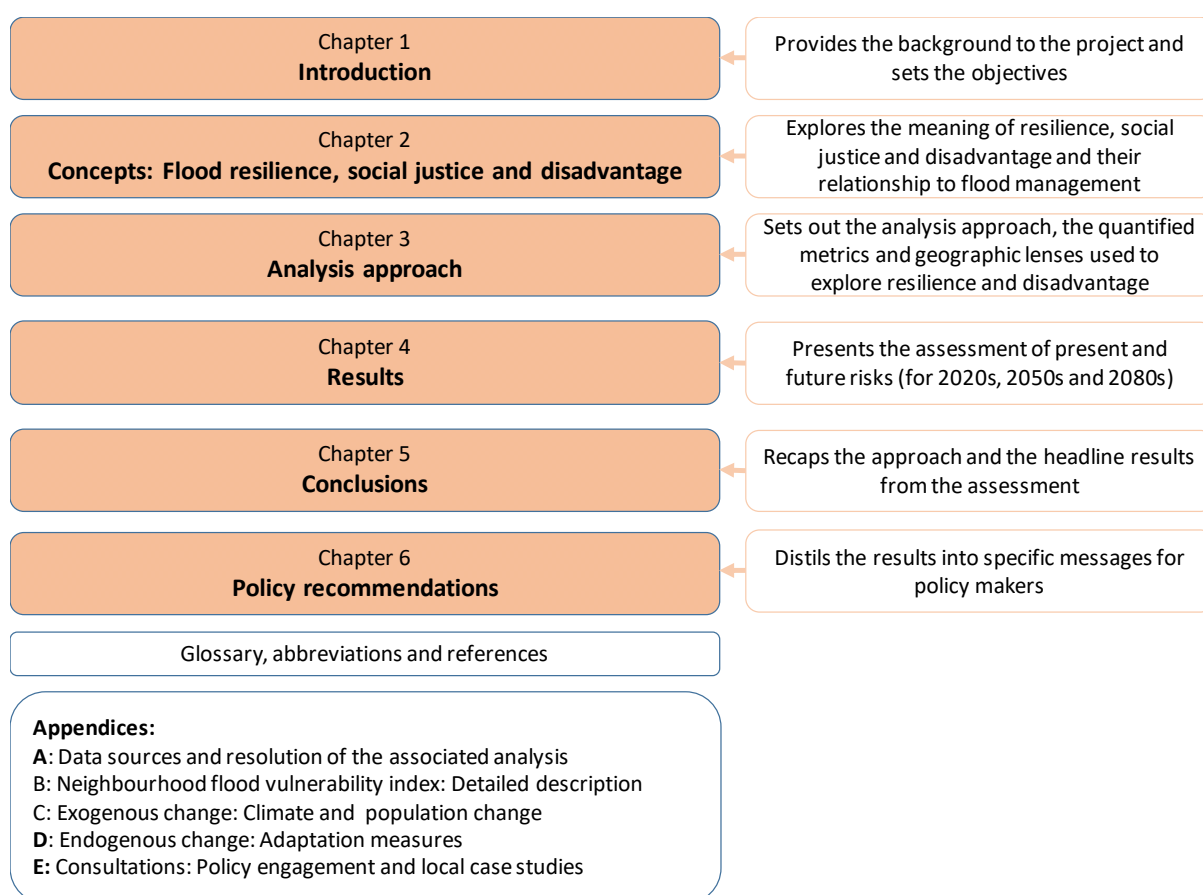 Chapter 1
Introduction
Provides the background to the project and
sets the objectives
Chapter 2
Concepts: Flood resilience, social justice and disadvantage
Explores the meaning of resilience, social
justice and disadvantage and their
relationship to flood management
Chapter 3
Analysis approach
Sets out the analysis approach, the quantified
metrics and geographic lenses used to
explore resilience and disadvantage
Chapter 4
Results
Presents the assessment of present and
future risks (for 2020s, 2050s and 2080s)
Chapter 5
Conclusions
Recaps the approach and the headline results
from the assessment
Chapter 6
Policy recommendations
Distils the results into specific messages for
policy makers
Glossary, abbreviations and references
Appendices:
A: Data sources and resolution of the associated analysis
B: Neighbourhood flood vulnerability index: Detailed description
C: Exogenous change: Climate and population change
D: Endogenous change: Adaptation measures
E: Consultations: Policy engagement and local case studies